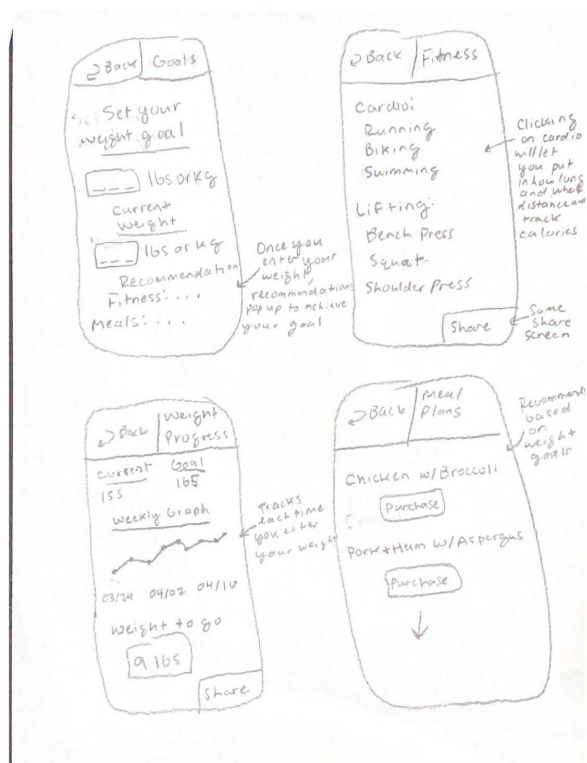 Back Goals
Set your
weight goal
___ lbs or kg
Current
Weight
___ lbs or kg
Recommendation
Fitness: ...
Meals: ...
Once you
enter your
weight,
recommendations
pop up to achieve
your goal
Back Fitness
Cardio:
Running
Biking
Swimming
Lifting:
Bench Press
Squat
Shoulder Press
Share
Clicking
on cardio
will let
you put
in how long
and what
distance and
track
calories
Same
Share
screen
Back Weight
Progress
Current Goal
155 165
Weekly Graph
03/24 04/02 04/10
Weight to go
9 lbs
Share
Tracks
each time
you enter
your weight
Back Meal
Plans
Chicken w/Broccoli
Purchase
Pork + Ham w/Aspergus
Purchase
Recommends
based
on
weight
goals